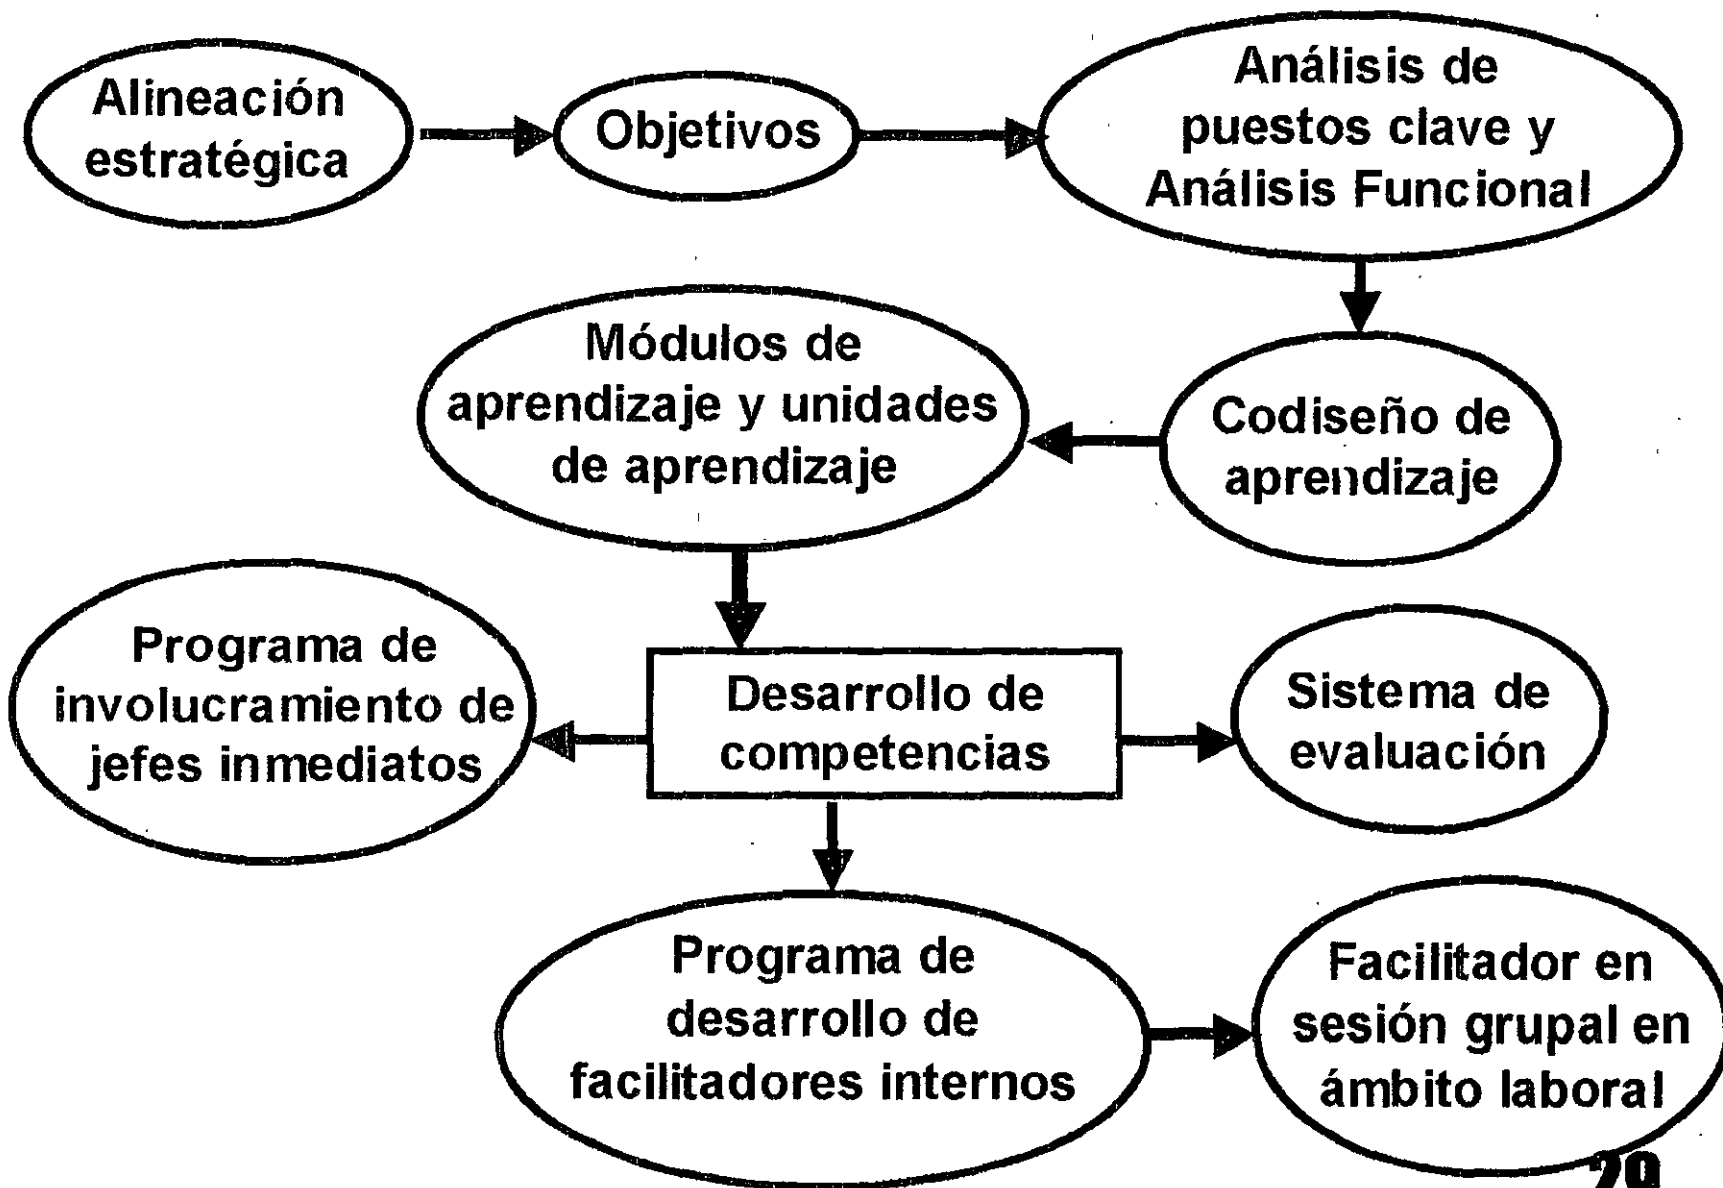 Alineación
estratégica
Objetivos
Análisis de
puestos clave y
Análisis Funcional
Módulos de
aprendizaje y unidades
de aprendizaje
Codiseño de
aprendizaje
Programa de
involucramiento de
jefes inmediatos
Desarrollo de
competencias
Sistema de
evaluación
Programa de
desarrollo de
facilitadores internos
Facilitador en
sesión grupal en
ámbito laboral
29